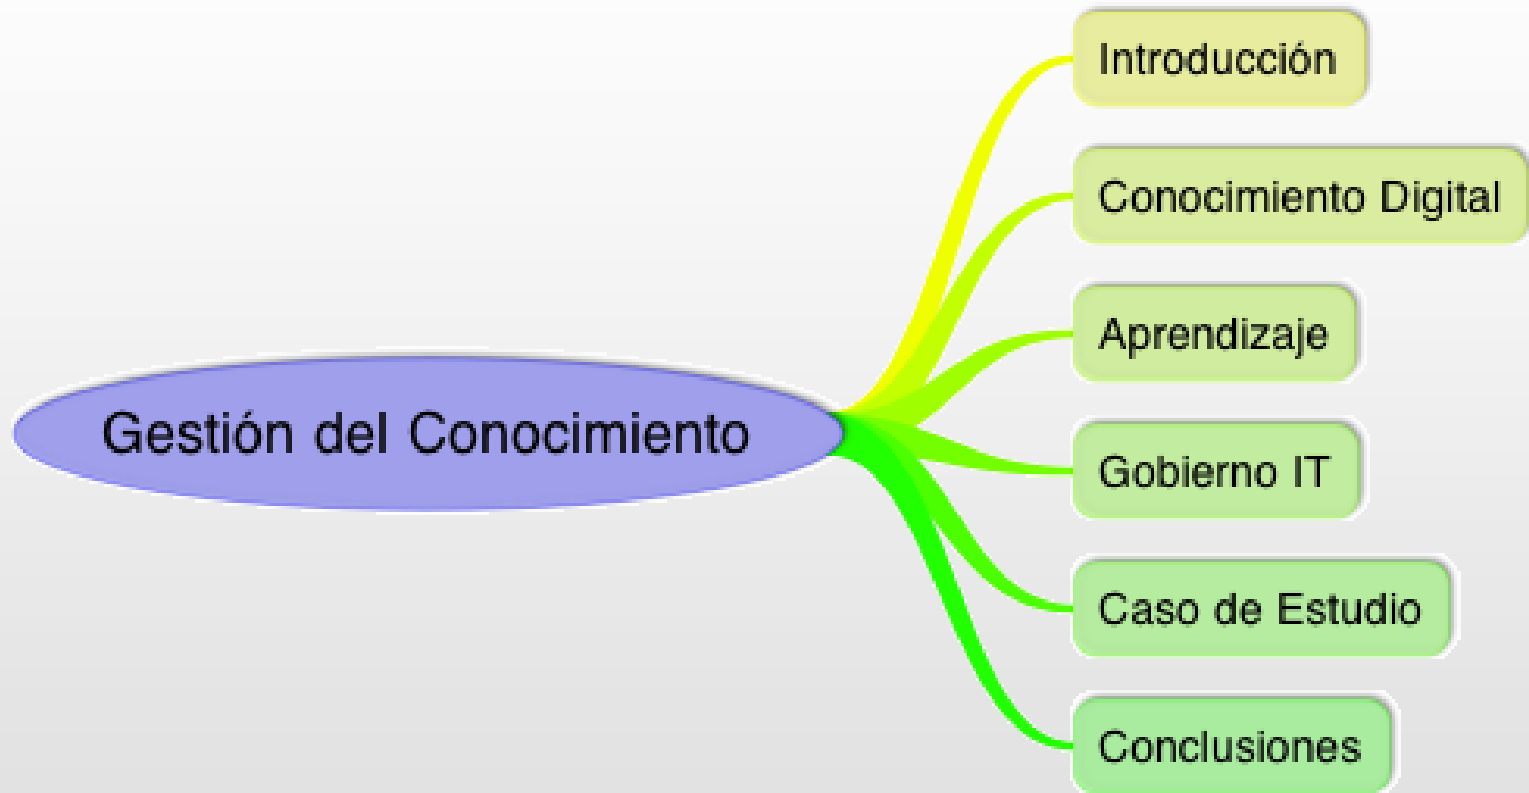 Introducción
Conocimiento Digital
Aprendizaje
Gestión del Conocimiento
Gobierno IT
Caso de Estudio
Conclusiones